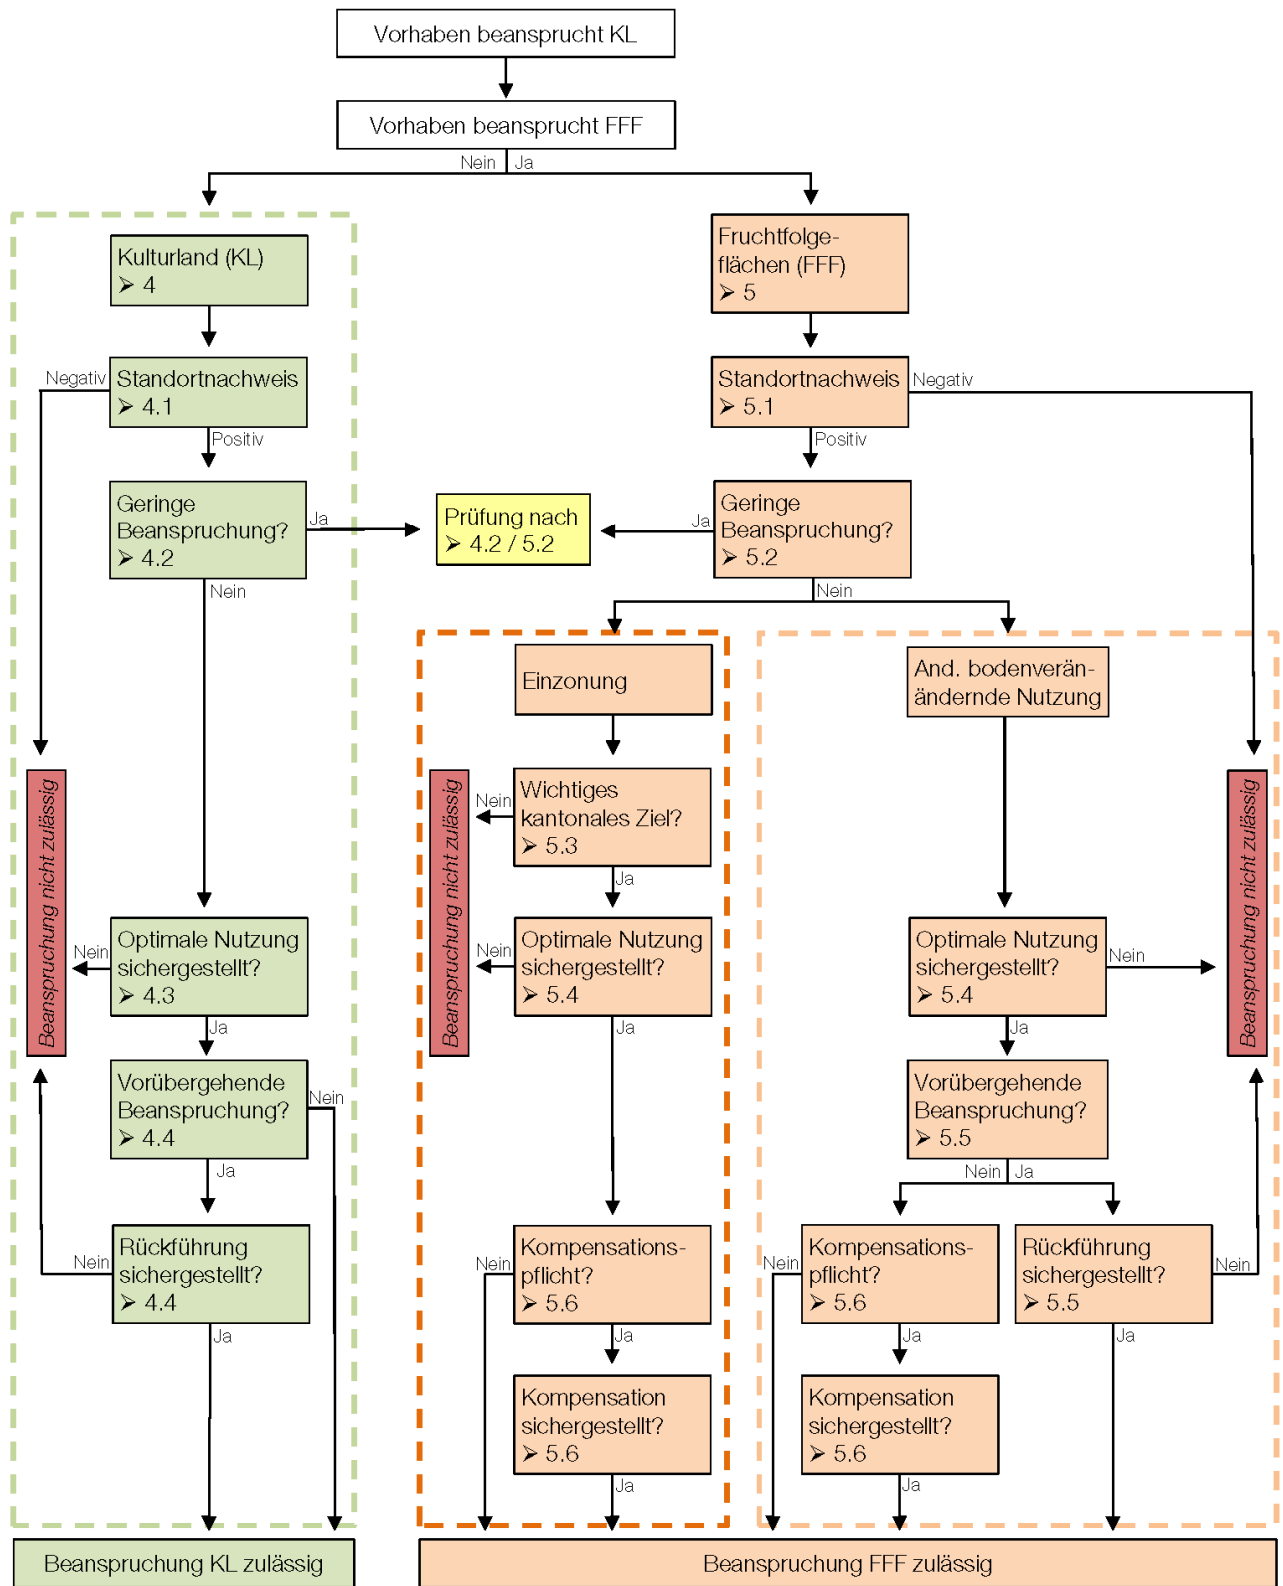 Vorhaben beansprucht KL
Vorhaben beansprucht FFF
Nein
Ja
Kulturland (KL)
➢ 4
Fruchtfolge-
flächen (FFF)
➢ 5
Negativ
Standortnachweis
➢ 4.1
Positiv
Standortnachweis
➢ 5.1
Negativ
Positiv
Geringe
Beanspruchung?
➢ 4.2
Ja
Nein
Prüfung nach
➢ 4.2 / 5.2
Ja
Geringe
Beanspruchung?
➢ 5.2
Nein
Einzonung
And. bodenverän-
ändernde Nutzung
Beanspruchung nicht zulässig
Beanspruchung nicht zulässig
Nein
Wichtiges
kantonales Ziel?
➢ 5.3
Ja
Beanspruchung nicht zulässig
Nein
Optimale Nutzung
sichergestellt?
➢ 4.3
Ja
Nein
Optimale Nutzung
sichergestellt?
➢ 5.4
Optimale Nutzung
sichergestellt?
➢ 5.4
Nein
Ja
Vorübergehende
Beanspruchung?
➢ 4.4
Nein
Ja
Vorübergehende
Beanspruchung?
➢ 5.5
Nein
Ja
Nein
Rückführung
sichergestellt?
➢ 4.4
Ja
Nein
Kompensations-
pflicht?
➢ 5.6
Ja
Nein
Kompensations-
pflicht?
➢ 5.6
Ja
Rückführung
sichergestellt?
➢ 5.5
Nein
Ja
Kompensation
sichergestellt?
➢ 5.6
Ja
Kompensation
sichergestellt?
➢ 5.6
Ja
Beanspruchung KL zulässig
Beanspruchung FFF zulässig